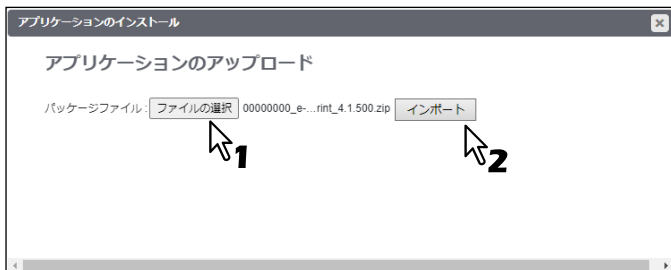 アプリケーションのインストール
アプリケーションのアップロード
パッケージファイル : ファイルの選択 00000000_e-...rint_4.1.500.zip インポート
1 2